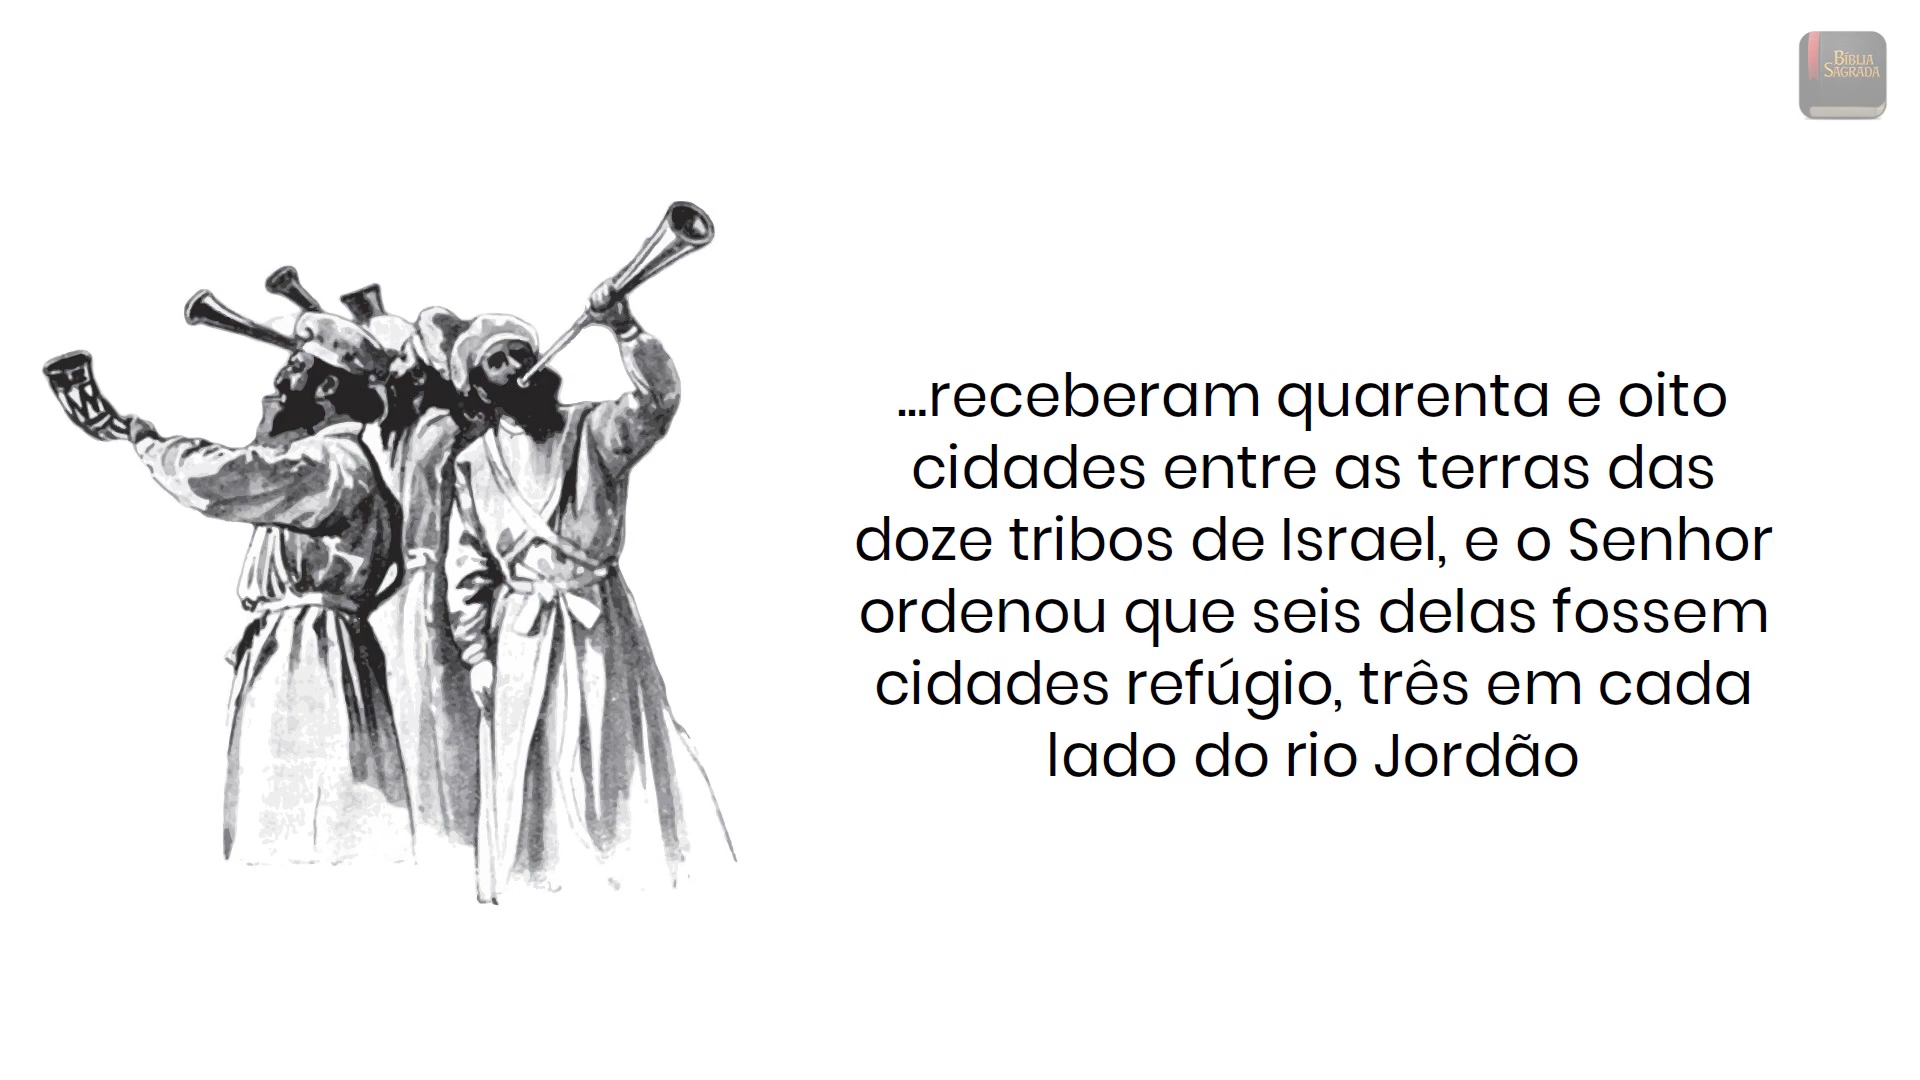 BÍBLIA
SAGRADA
...receberam quarenta e oito
cidades entre as terras das
doze tribos de Israel, e o Senhor
ordenou que seis delas fossem
cidades refúgio, três em cada
lado do rio Jordão